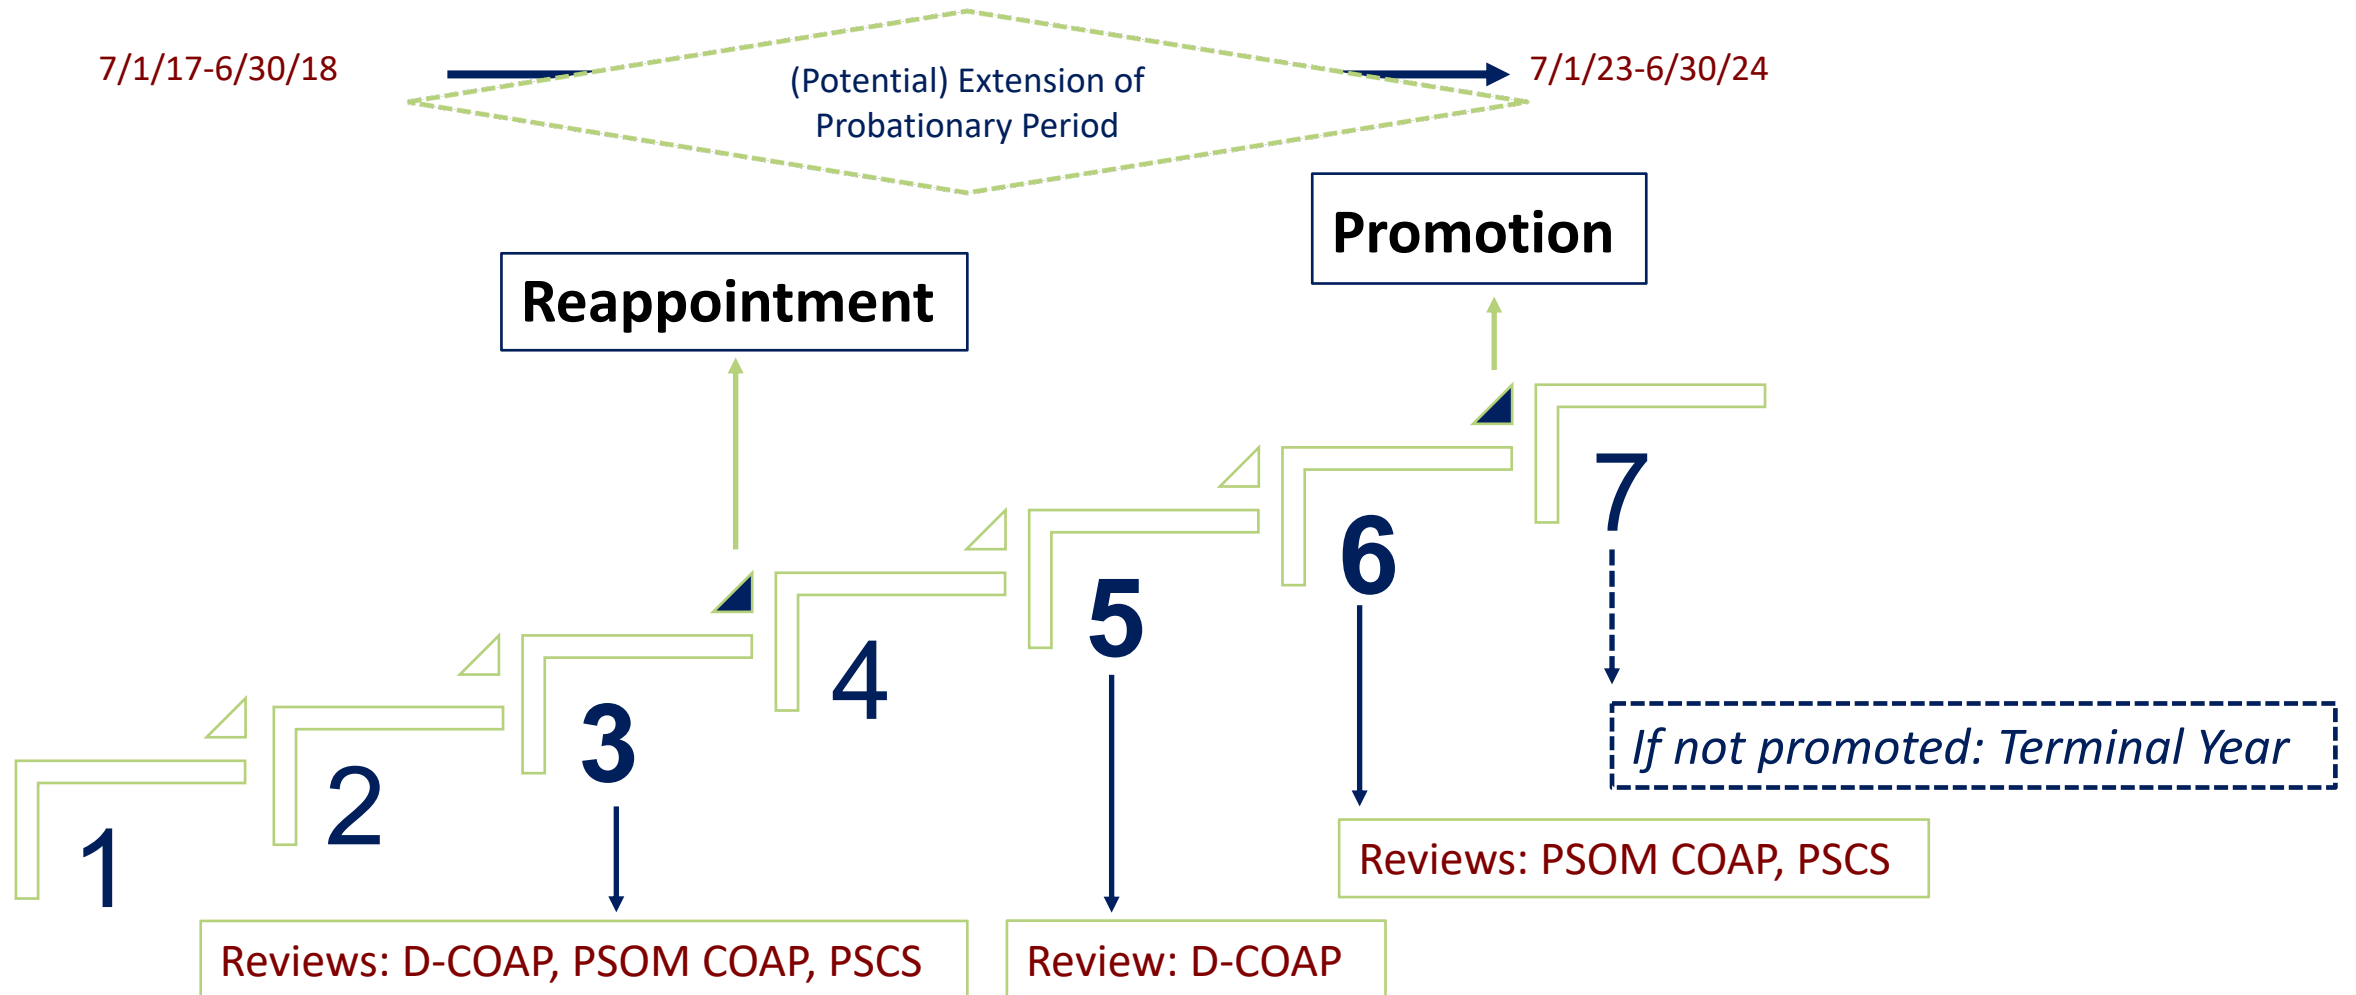 7/1/17-6/30/18
(Potential) Extension of
Probationary Period
7/1/23-6/30/24
Promotion
Reappointment
7
6
5
4
3
2
1
If not promoted: Terminal Year
Reviews: PSOM COAP, PSCS
Reviews: D-COAP, PSOM COAP, PSCS
Review: D-COAP